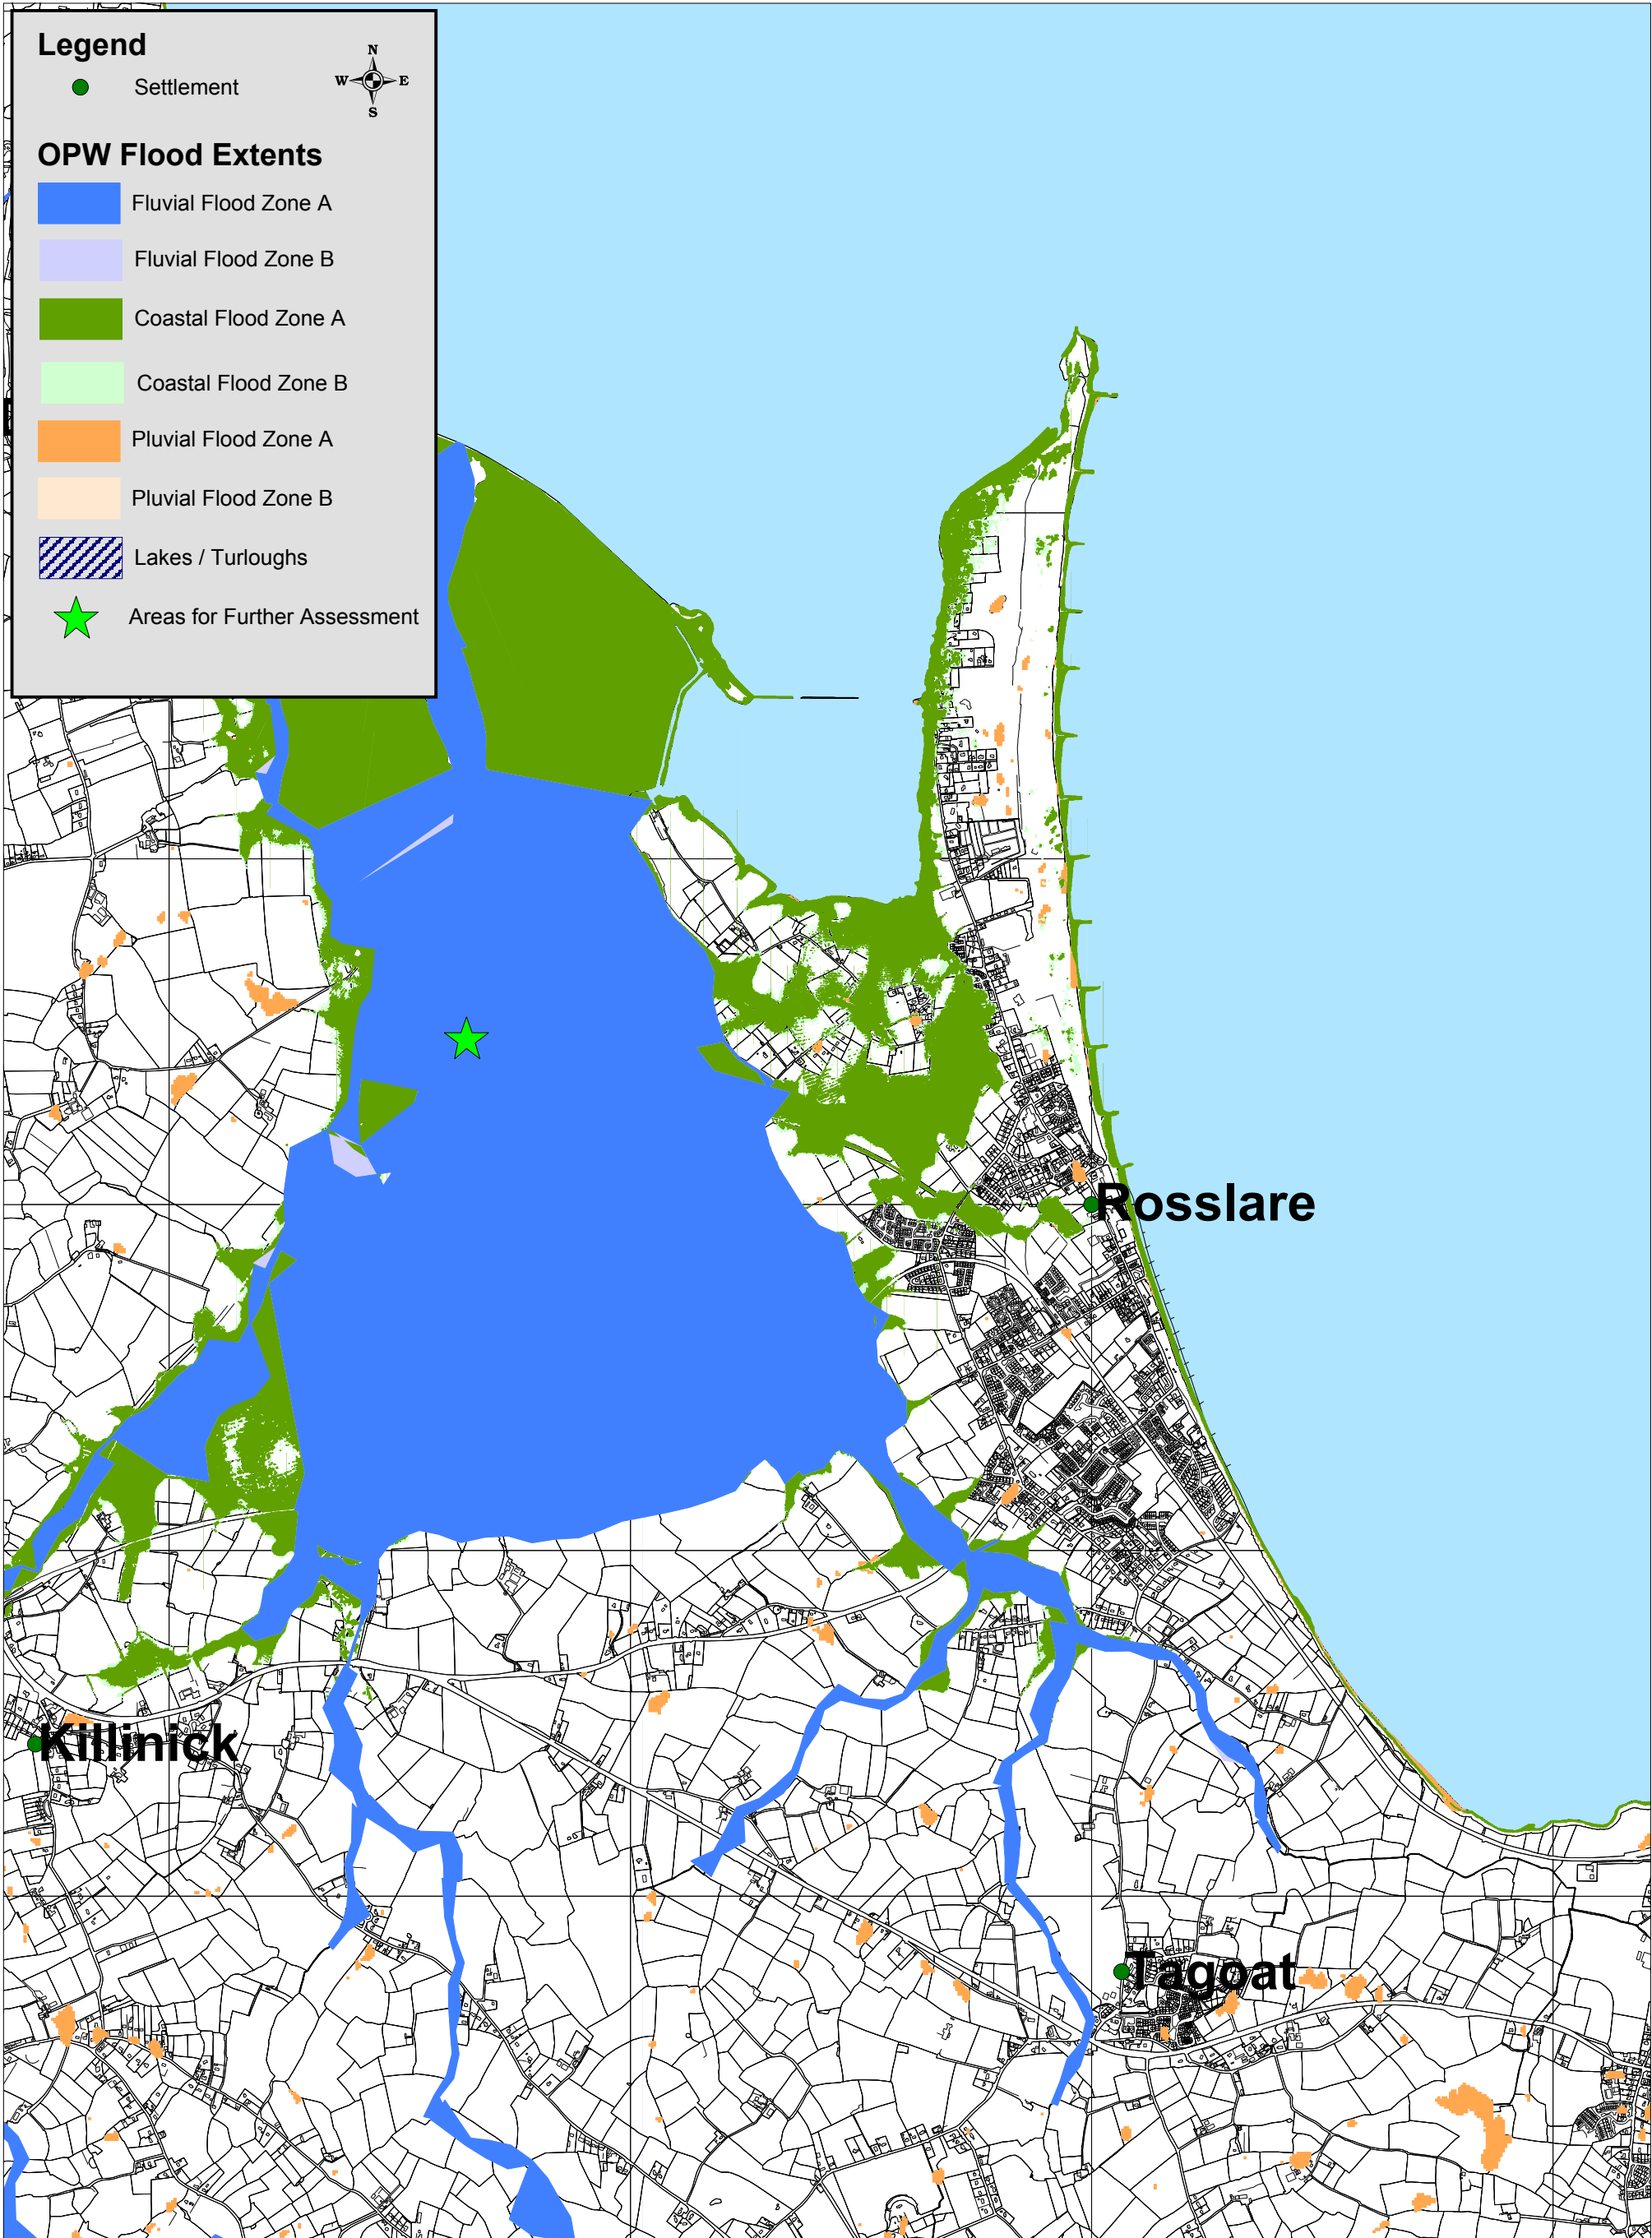 Legend
N
W E
S
Settlement
OPW Flood Extents
Fluvial Flood Zone A
Fluvial Flood Zone B
Coastal Flood Zone A
Coastal Flood Zone B
Pluvial Flood Zone A
Pluvial Flood Zone B
Lakes / Turloughs
Areas for Further Assessment
Rosslare
Killinick
Tagoat